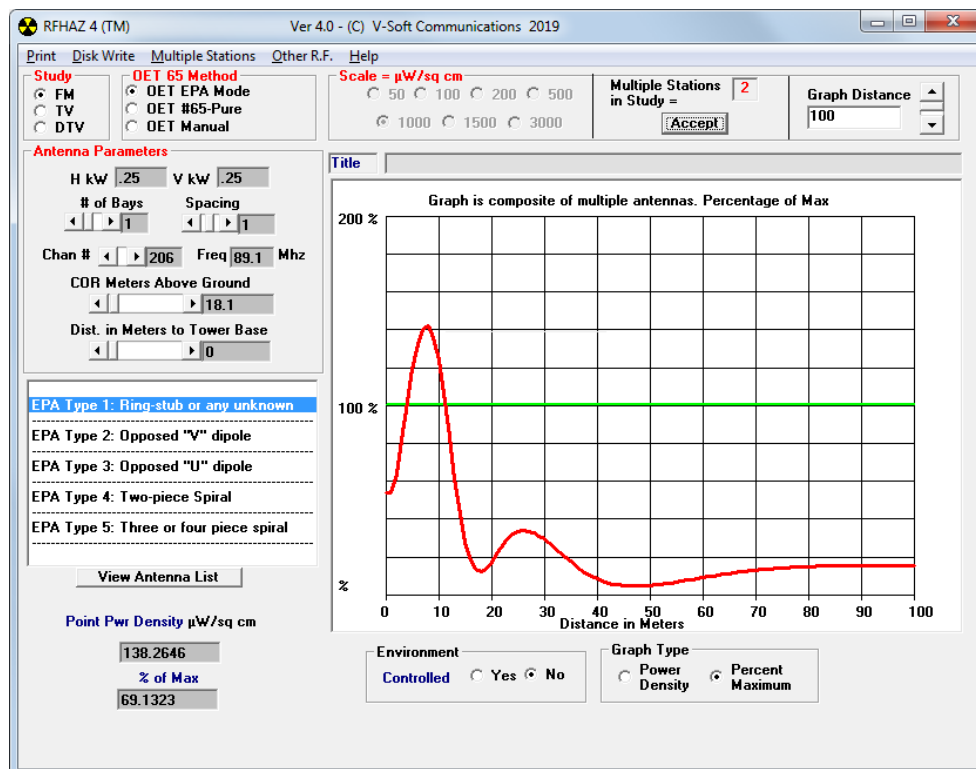 RFHAZ 4 (TM) Ver 4.0 - (C) V-Soft Communications 2019
Print Disk Write Multiple Stations Other R.F. Help
Study
FM
TV
DTV
OET 65 Method
OET EPA Mode
OET #65-Pure
OET Manual
Scale = µW/sq cm
50 100 200 500
1000 1500 3000
Multiple Stations
in Study =
2
Accept
Graph Distance
100
Antenna Parameters
H kW .25 V kW .25
# of Bays Spacing
1 1
Chan # 206 Freq 89.1 Mhz
COR Meters Above Ground
18.1
Dist. in Meters to Tower Base
0
EPA Type 1: Ring-stub or any unknown
EPA Type 2: Opposed "V" dipole
EPA Type 3: Opposed "U" dipole
EPA Type 4: Two-piece Spiral
EPA Type 5: Three or four piece spiral
View Antenna List
Point Pwr Density µW/sq cm
138.2646
% of Max
69.1323
Title
Graph is composite of multiple antennas. Percentage of Max
200 %
100 %
%
0 10 20 30 40 50 60 70 80 90 100
Distance in Meters
Environment
Controlled Yes No
Graph Type
Power
Density
Percent
Maximum